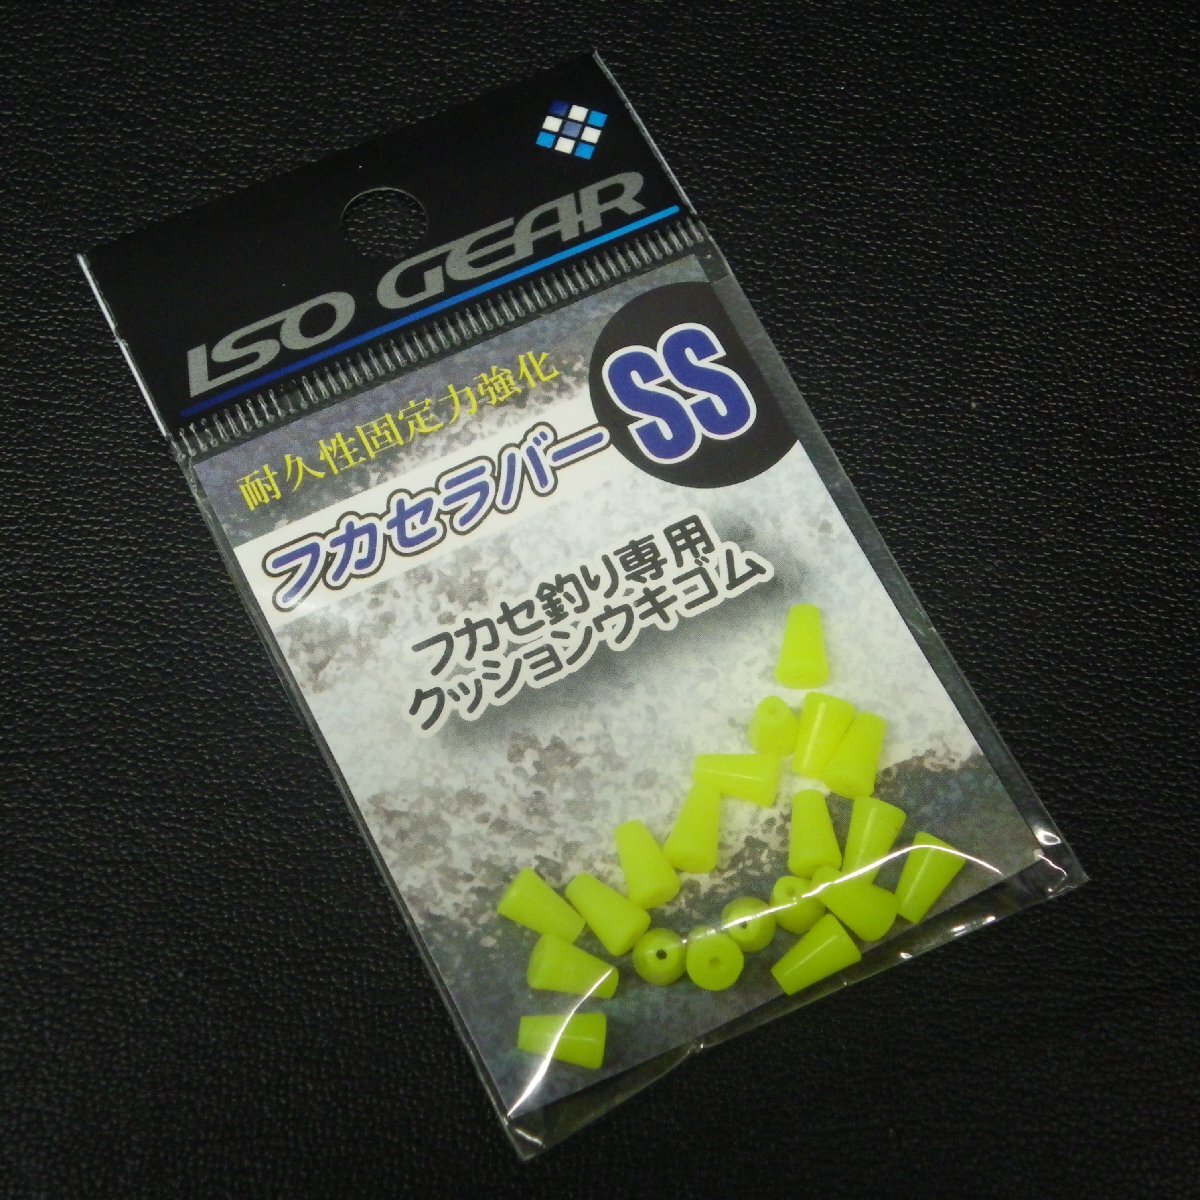 ISO GEAR
耐久性固定力強化
フカセラバー
SS
フカセ釣り専用
クッションウキゴム